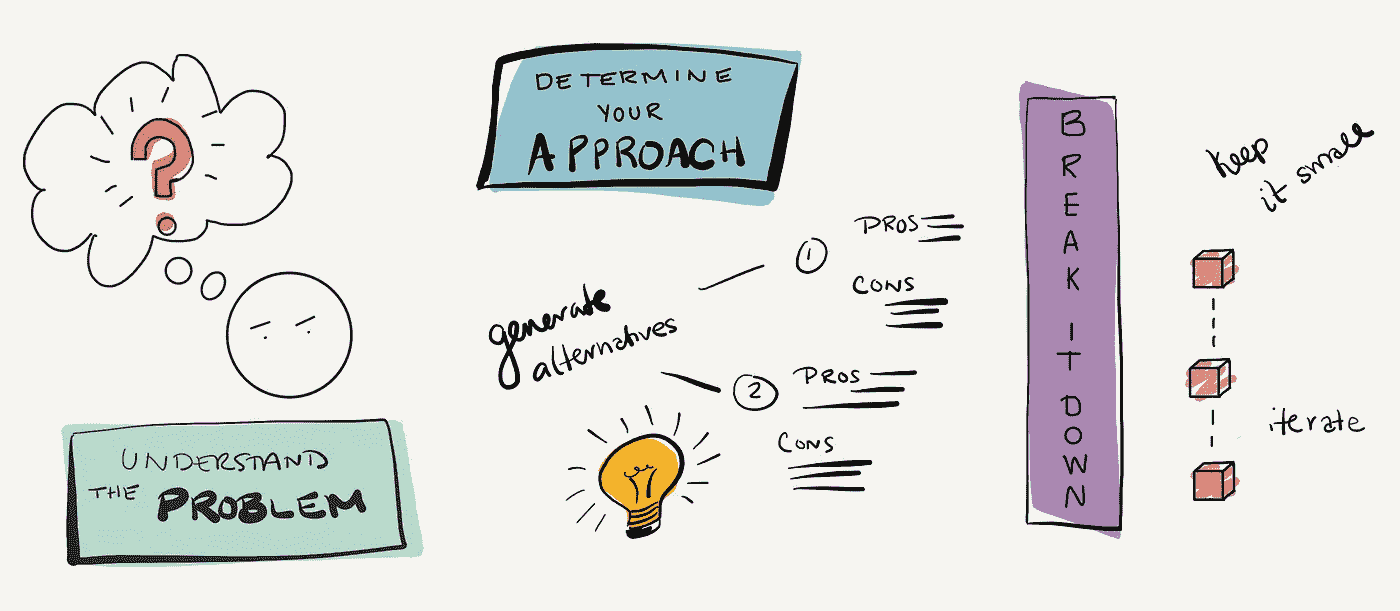 UNDERSTAND
THE PROBLEM
DETERMINE
YOUR
APPROACH
generate
alternatives
1
PROS
CONS
2
PROS
CONS
BREAK IT DOWN
keep
it small
iterate